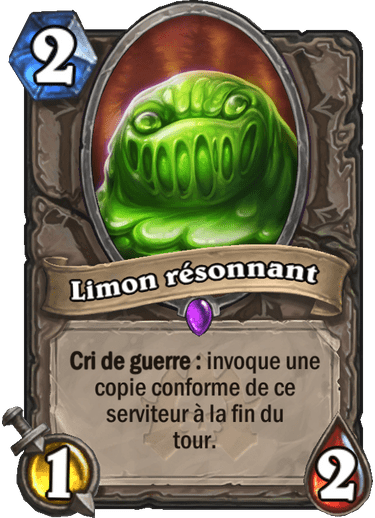 2
Limon résonnant
Cri de guerre : invoque une
copie conforme de ce
serviteur à la fin du
tour.
1
2